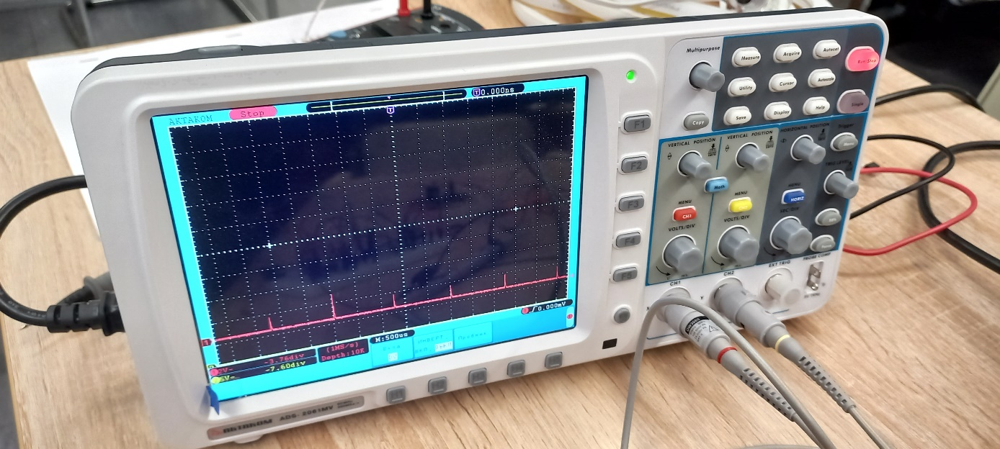 AKTAKOM
Stop
T 0.000ns
1
2V~ -3.76div
5V~ -7.60div
(1MS/s)
Depth:10K
M:500us
0.000mV
АКТАКОМ ADS-2061MV
F1
F2
F3
F4
F5
Multipurpose
Copy
Measure
Acquire
Autoset
Run/Stop
Utility
Cursor
Autoscale
Single
Save
Display
Help
VERTICAL POSITION
VERTICAL POSITION
HORIZONTAL POSITION
Trigger
Math
MENU
MENU
MENU
CH1
HORIZ
VOLTS/DIV
VOLTS/DIV
SEC/DIV
TRIG LEVEL
PROBE COMP
CH1
CH2
EXT TRIG
X
Y